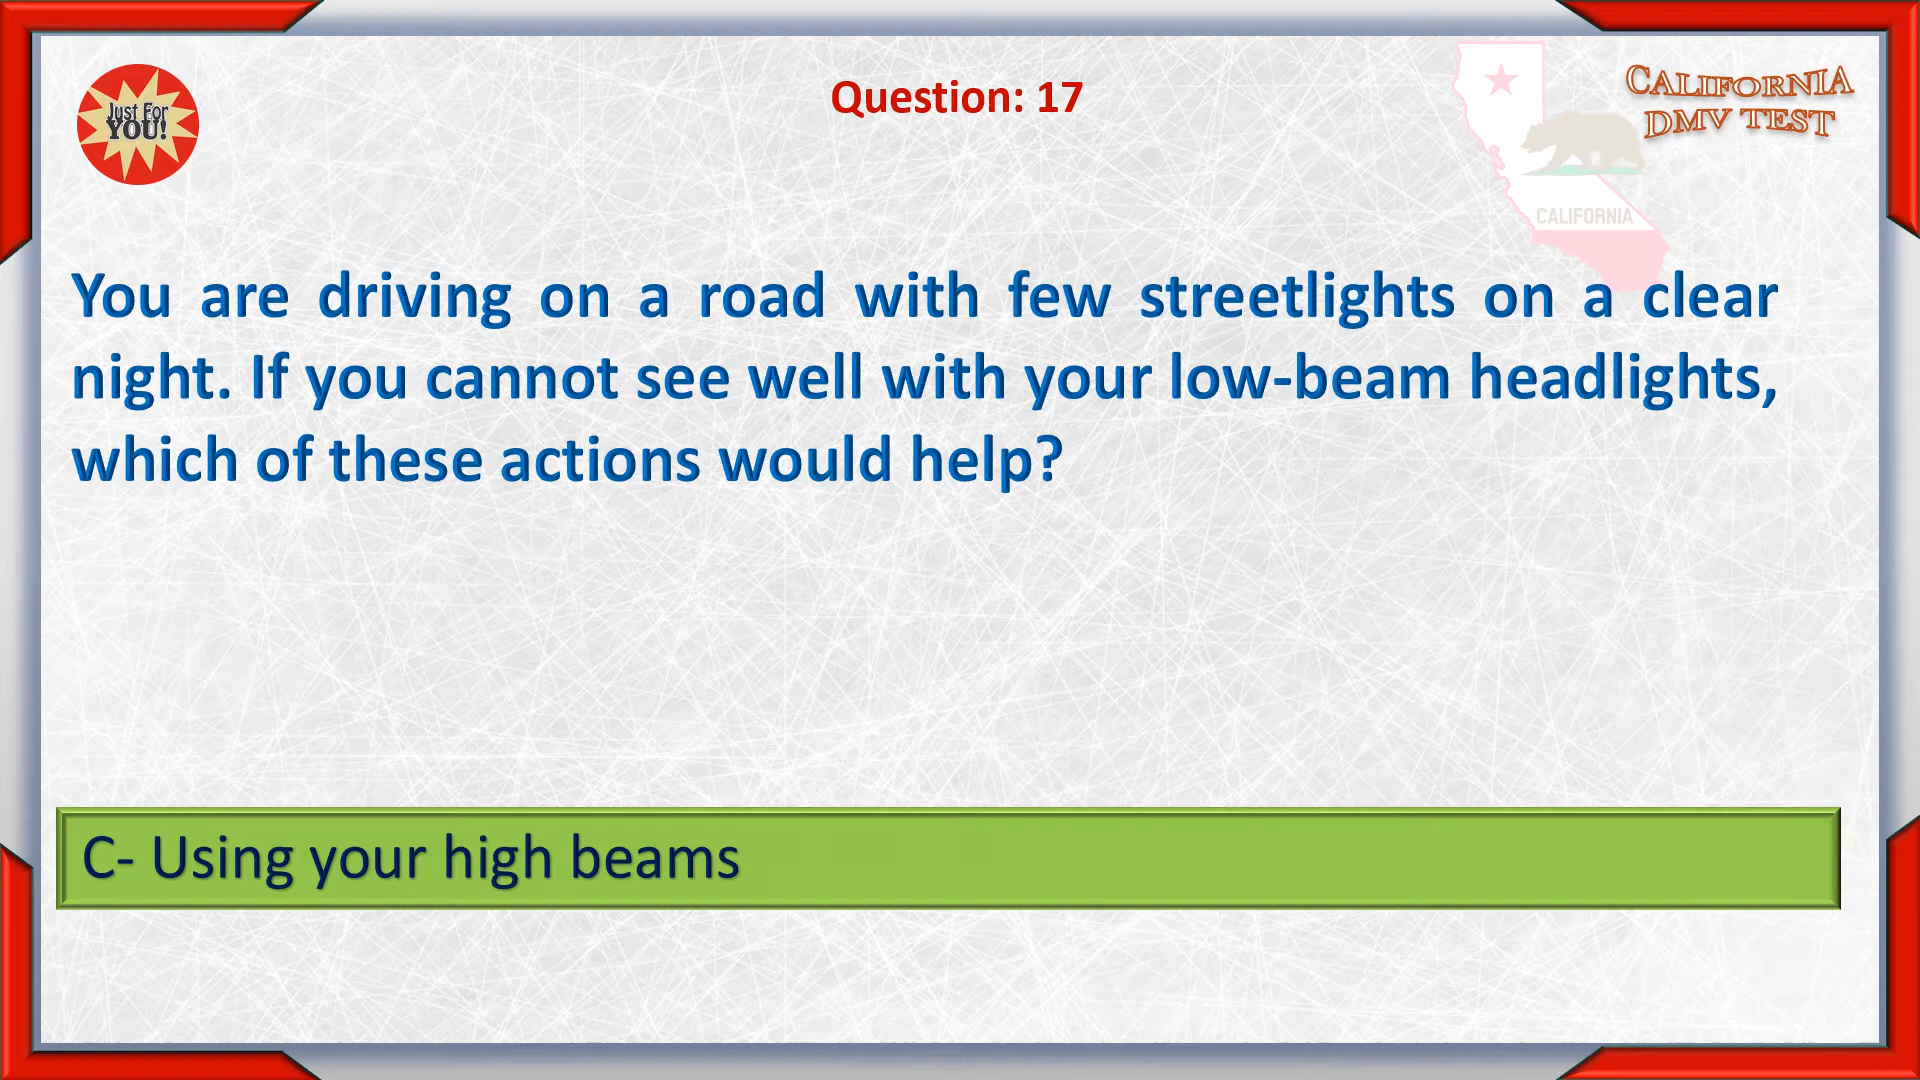 Just For
YOU!
Question: 17
CALIFORNIA
DMV TEST
CALIFORNIA
You are driving on a road with few streetlights on a clear
night. If you cannot see well with your low-beam headlights,
which of these actions would help?
C- Using your high beams